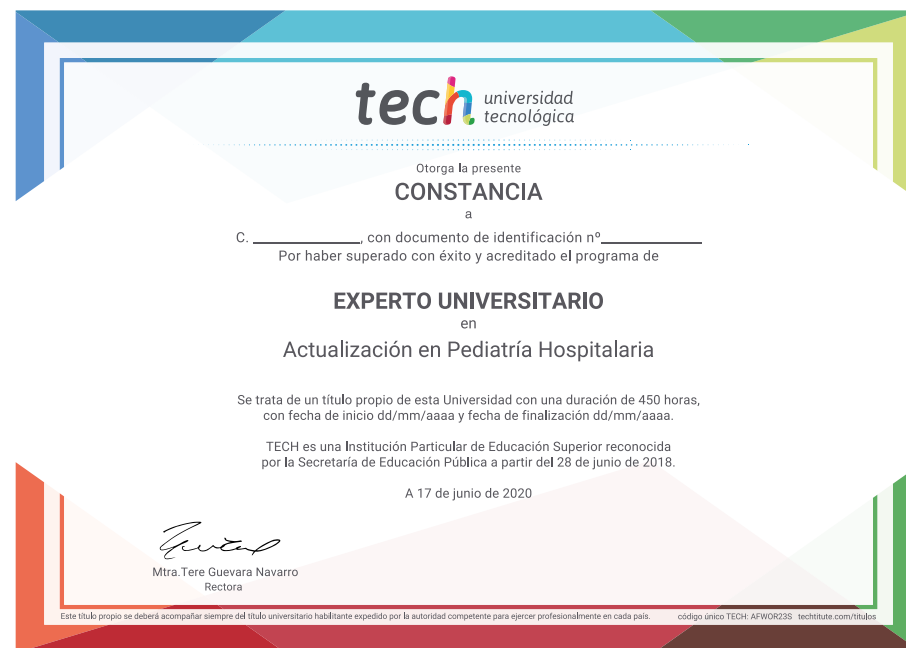 tech universidad
tecnológica
Otorga la presente
CONSTANCIA
a
C. ____________, con documento de identificación nº____________
Por haber superado con éxito y acreditado el programa de
EXPERTO UNIVERSITARIO
en
Actualización en Pediatría Hospitalaria
Se trata de un título propio de esta Universidad con una duración de 450 horas,
con fecha de inicio dd/mm/aaaa y fecha de finalización dd/mm/aaaa.
TECH es una Institución Particular de Educación Superior reconocida
por la Secretaría de Educación Pública a partir del 28 de junio de 2018.
A 17 de junio de 2020
Mtra.Tere Guevara Navarro
Rectora
Este título propio se deberá acompañar siempre del título universitario habilitante expedido por la autoridad competente para ejercer profesionalmente en cada país. código único TECH: AFWOR23S techtitute.com/titulos